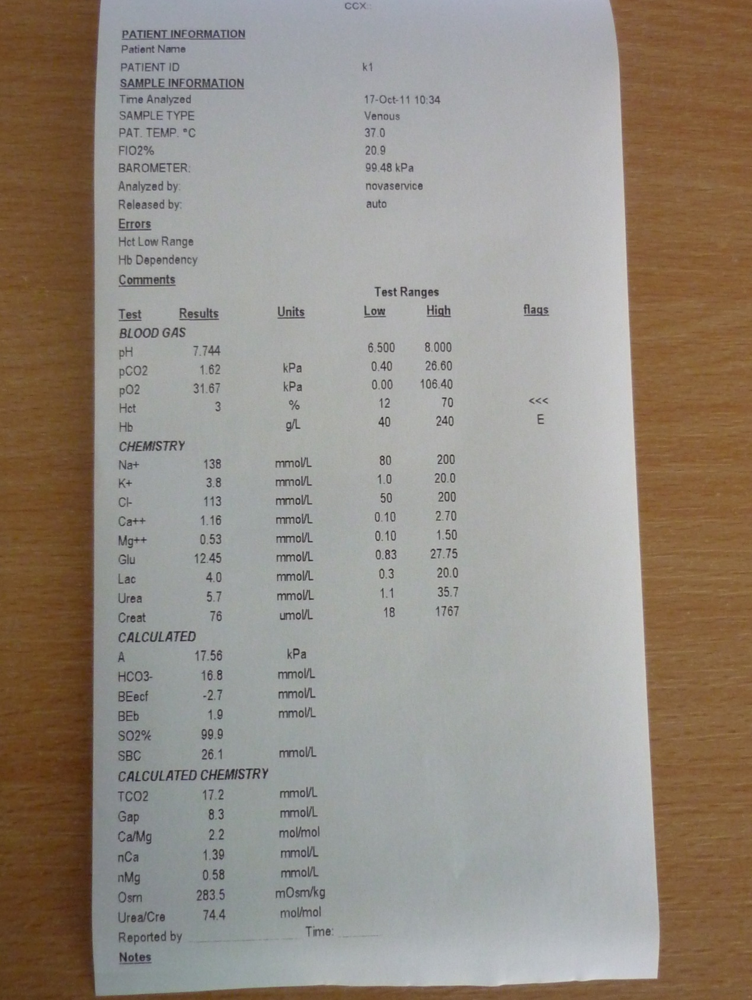 CCX::
PATIENT INFORMATION
Patient Name
PATIENT ID k1
SAMPLE INFORMATION
Time Analyzed 17-Oct-11 10:34
SAMPLE TYPE Venous
PAT. TEMP. °C 37.0
FIO2% 20.9
BAROMETER: 99.48 kPa
Analyzed by: novaservice
Released by: auto
Errors
Hct Low Range
Hb Dependency
Comments
Test Ranges
Test Results Units Low High flags
BLOOD GAS
pH 7.744 6.500 8.000
pCO2 1.62 kPa 0.40 26.60
pO2 31.67 kPa 0.00 106.40
Hct 3 % 12 70 <<<
Hb g/L 40 240 E
CHEMISTRY
Na+ 138 mmol/L 80 200
K+ 3.8 mmol/L 1.0 20.0
Cl- 113 mmol/L 50 200
Ca++ 1.16 mmol/L 0.10 2.70
Mg++ 0.53 mmol/L 0.10 1.50
Glu 12.45 mmol/L 0.83 27.75
Lac 4.0 mmol/L 0.3 20.0
Urea 5.7 mmol/L 1.1 35.7
Creat 76 umol/L 18 1767
CALCULATED
A 17.56 kPa
HCO3- 16.8 mmol/L
BEecf -2.7 mmol/L
BEb 1.9 mmol/L
SO2% 99.9
SBC 26.1 mmol/L
CALCULATED CHEMISTRY
TCO2 17.2 mmol/L
Gap 8.3 mmol/L
Ca/Mg 2.2 mol/mol
nCa 1.39 mmol/L
nMg 0.58 mmol/L
Osm 283.5 mOsm/kg
Urea/Cre 74.4 mol/mol
Reported by Time:
Notes